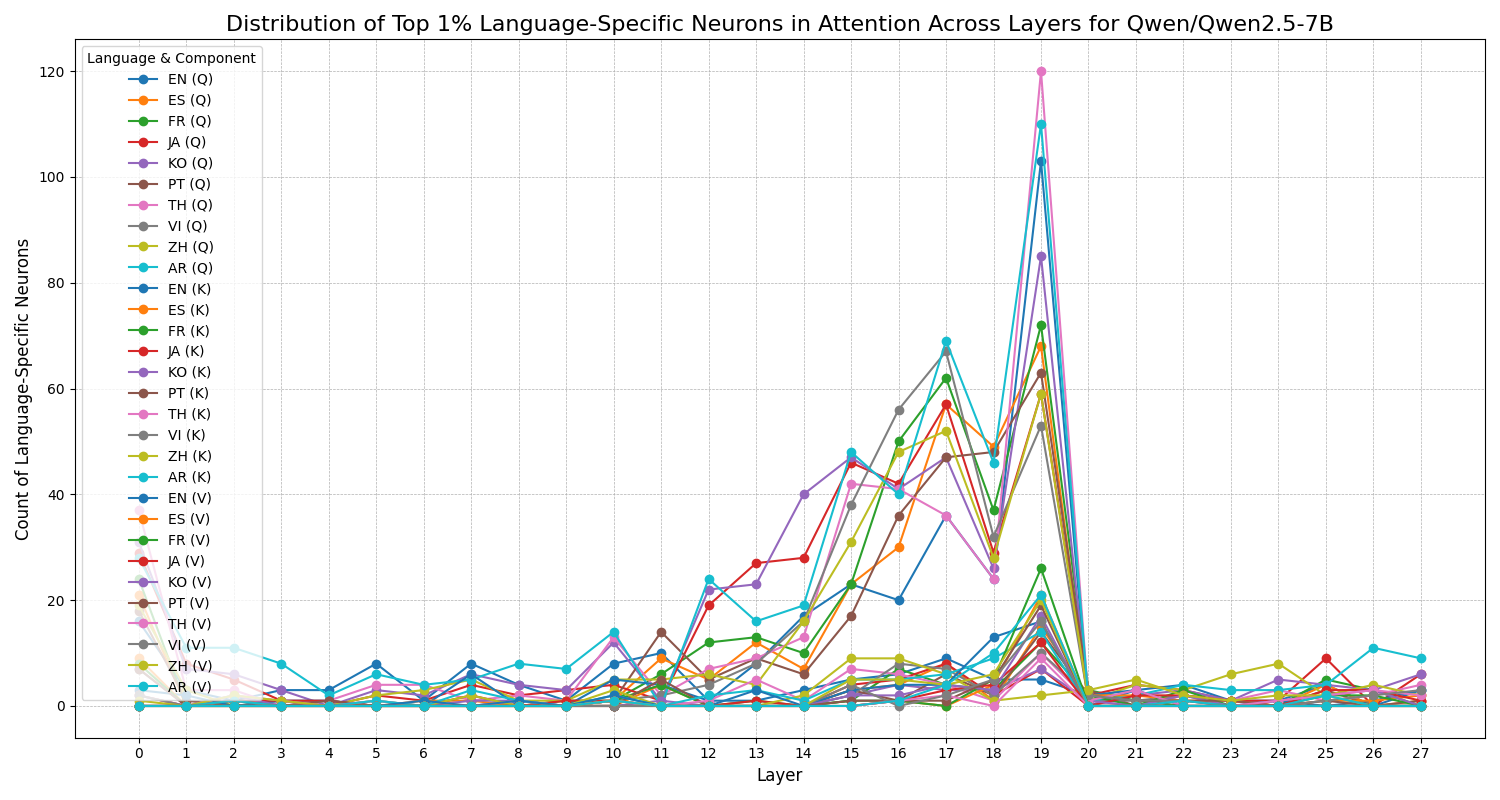 Distribution of Top 1% Language-Specific Neurons in Attention Across Layers for Qwen/Qwen2.5-7B
Language & Component
EN (Q)
ES (Q)
FR (Q)
JA (Q)
KO (Q)
PT (Q)
TH (Q)
VI (Q)
ZH (Q)
AR (Q)
EN (K)
ES (K)
FR (K)
JA (K)
KO (K)
PT (K)
TH (K)
VI (K)
ZH (K)
AR (K)
EN (V)
ES (V)
FR (V)
JA (V)
KO (V)
PT (V)
TH (V)
VI (V)
ZH (V)
AR (V)
Count of Language-Specific Neurons
120
100
80
60
40
20
0
0 1 2 3 4 5 6 7 8 9 10 11 12 13 14 15 16 17 18 19 20 21 22 23 24 25 26 27
Layer